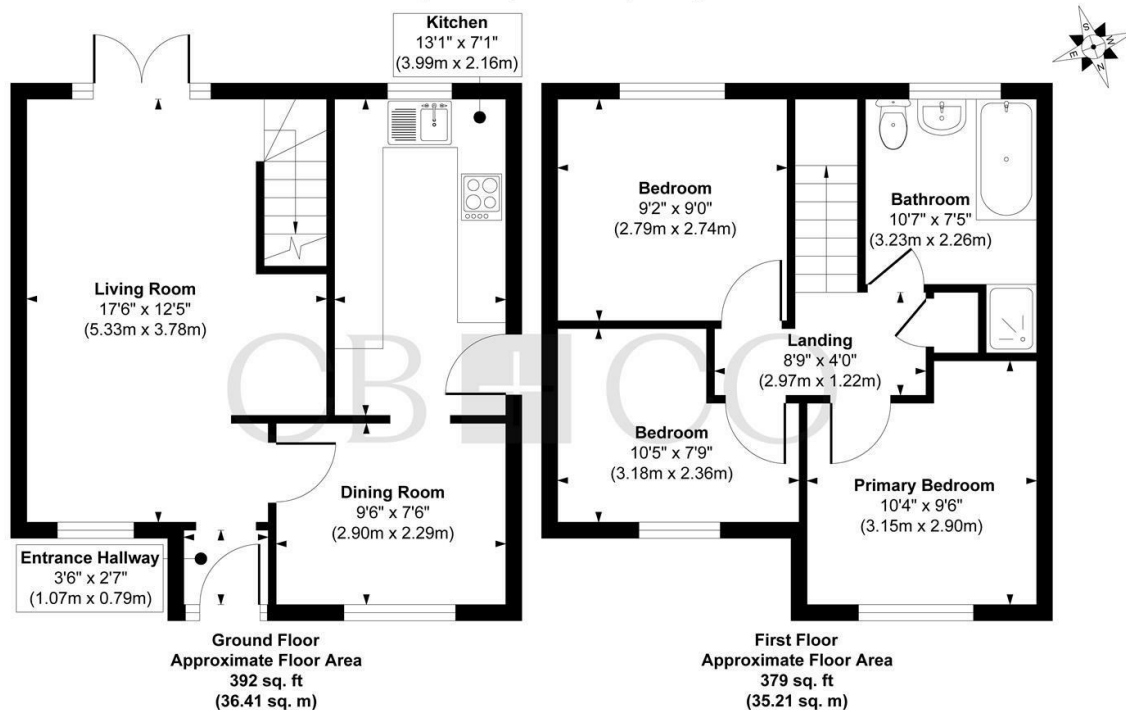 Kitchen
13'1" x 7'1"
(3.99m x 2.16m)
S
W
E
N
Living Room
17'6" x 12'5"
(5.33m x 3.78m)
Dining Room
9'6" x 7'6"
(2.90m x 2.29m)
Entrance Hallway
3'6" x 2'7"
(1.07m x 0.79m)
Ground Floor
Approximate Floor Area
392 sq. ft
(36.41 sq. m)
Bedroom
9'2" x 9'0"
(2.79m x 2.74m)
Bathroom
10'7" x 7'5"
(3.23m x 2.26m)
Landing
8'9" x 4'0"
(2.97m x 1.22m)
Bedroom
10'5" x 7'9"
(3.18m x 2.36m)
Primary Bedroom
10'4" x 9'6"
(3.15m x 2.90m)
First Floor
Approximate Floor Area
379 sq. ft
(35.21 sq. m)
CB+CO